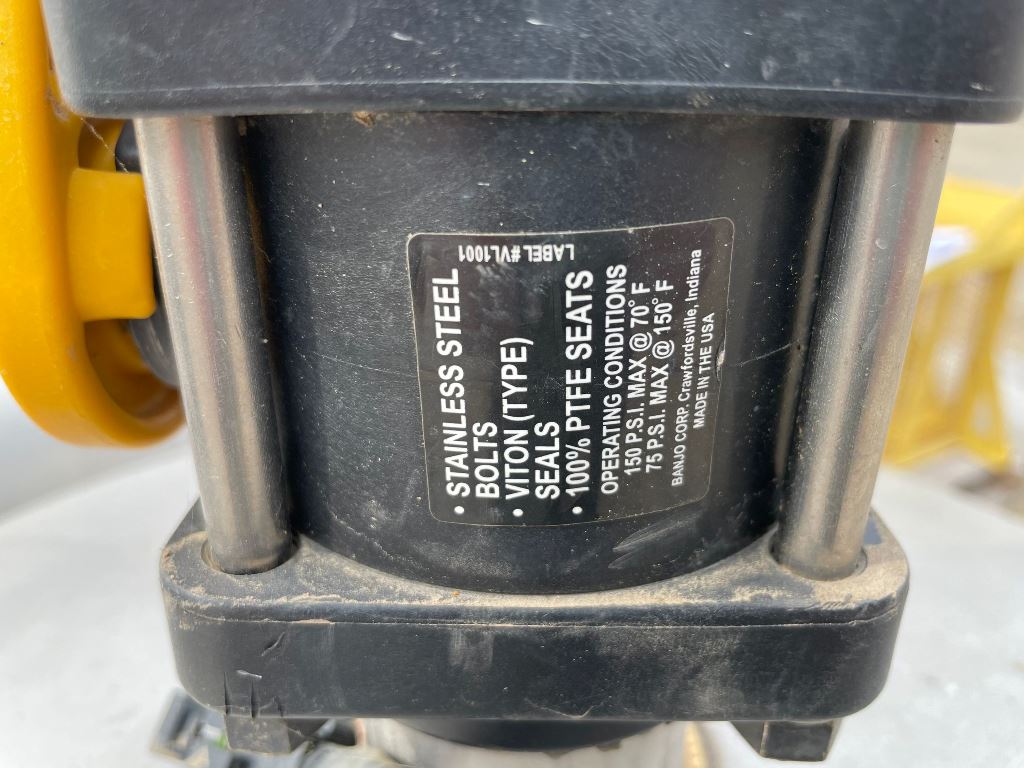 • STAINLESS STEEL
BOLTS
• VITON (TYPE)
SEALS
• 100% PTFE SEATS
OPERATING CONDITIONS
150 P.S.I. MAX @ 70° F
75 P.S.I. MAX @ 150° F
BANJO CORP. Crawfordsville, Indiana
MADE IN THE USA
LABEL #VL1001